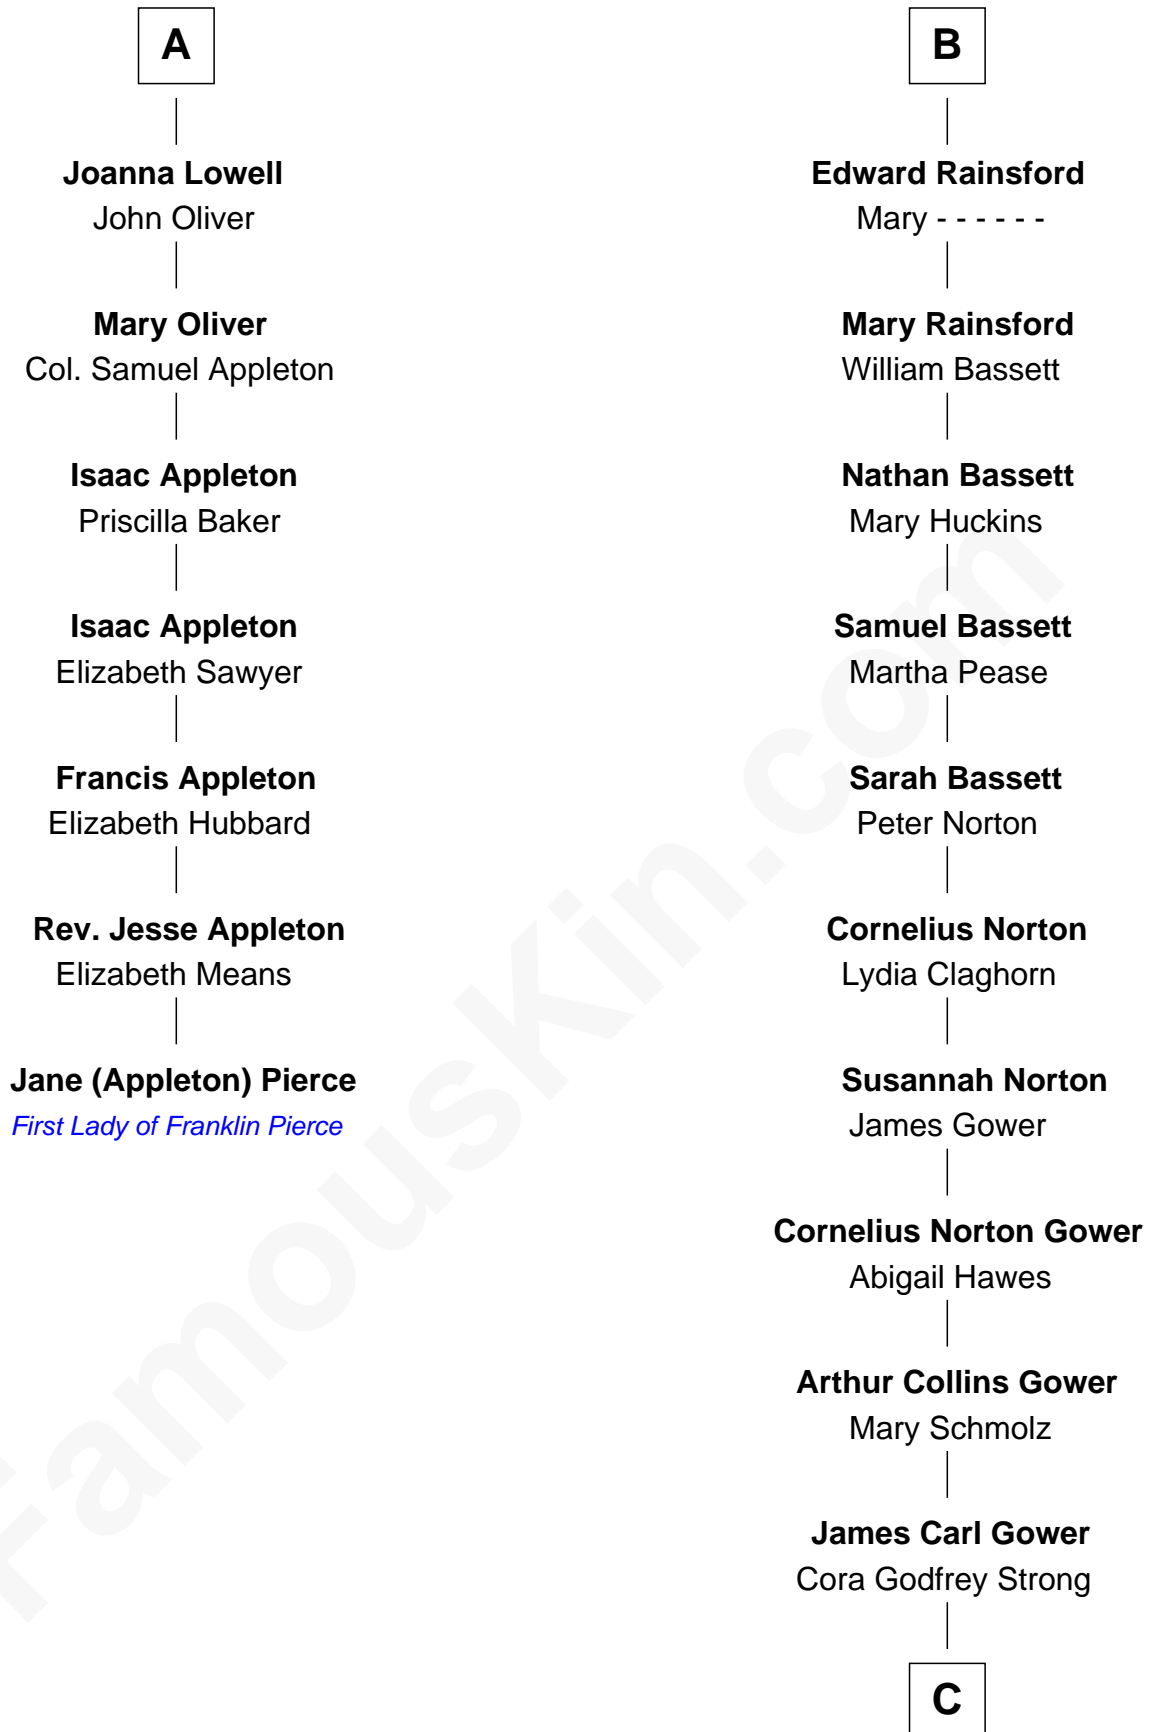 A
Joanna Lowell
John Oliver
Mary Oliver
Col. Samuel Appleton
Isaac Appleton
Priscilla Baker
Isaac Appleton
Elizabeth Sawyer
Francis Appleton
Elizabeth Hubbard
Rev. Jesse Appleton
Elizabeth Means
Jane (Appleton) Pierce
First Lady of Franklin Pierce
B
Edward Rainsford
Mary - - - - - -
Mary Rainsford
William Bassett
Nathan Bassett
Mary Huckins
Samuel Bassett
Martha Pease
Sarah Bassett
Peter Norton
Cornelius Norton
Lydia Claghorn
Susannah Norton
James Gower
Cornelius Norton Gower
Abigail Hawes
Arthur Collins Gower
Mary Schmolz
James Carl Gower
Cora Godfrey Strong
C
FamousKin.com